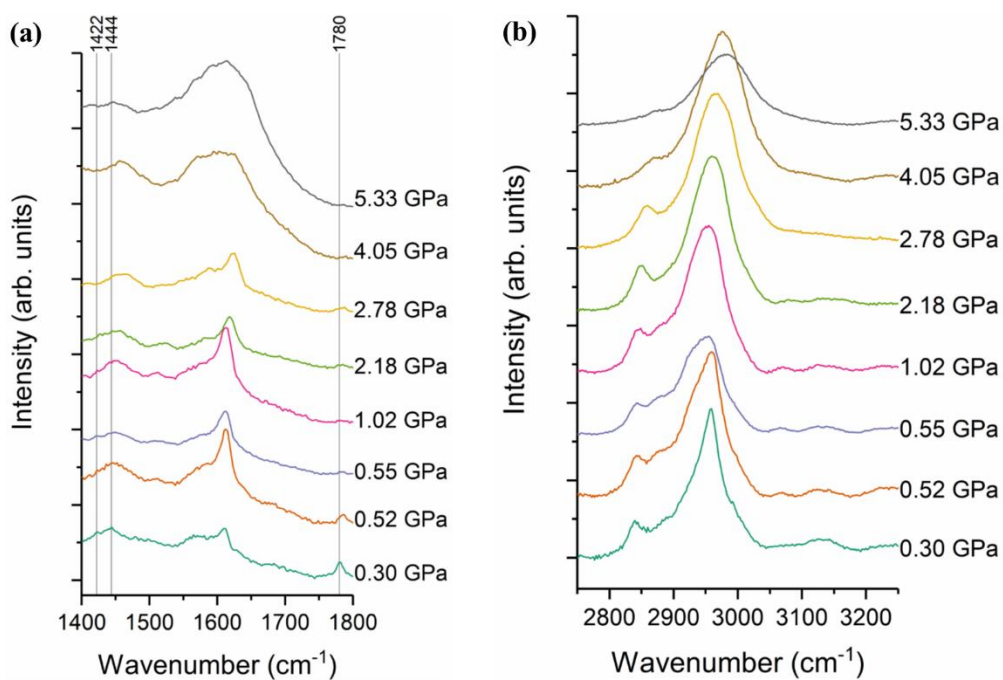 (a)
1422
1444
1780
Intensity (arb. units)
5.33 GPa
4.05 GPa
2.78 GPa
2.18 GPa
1.02 GPa
0.55 GPa
0.52 GPa
0.30 GPa
1400 1500 1600 1700 1800
Wavenumber (cm⁻¹)
(b)
Intensity (arb. units)
5.33 GPa
4.05 GPa
2.78 GPa
2.18 GPa
1.02 GPa
0.55 GPa
0.52 GPa
0.30 GPa
2800 2900 3000 3100 3200
Wavenumber (cm⁻¹)